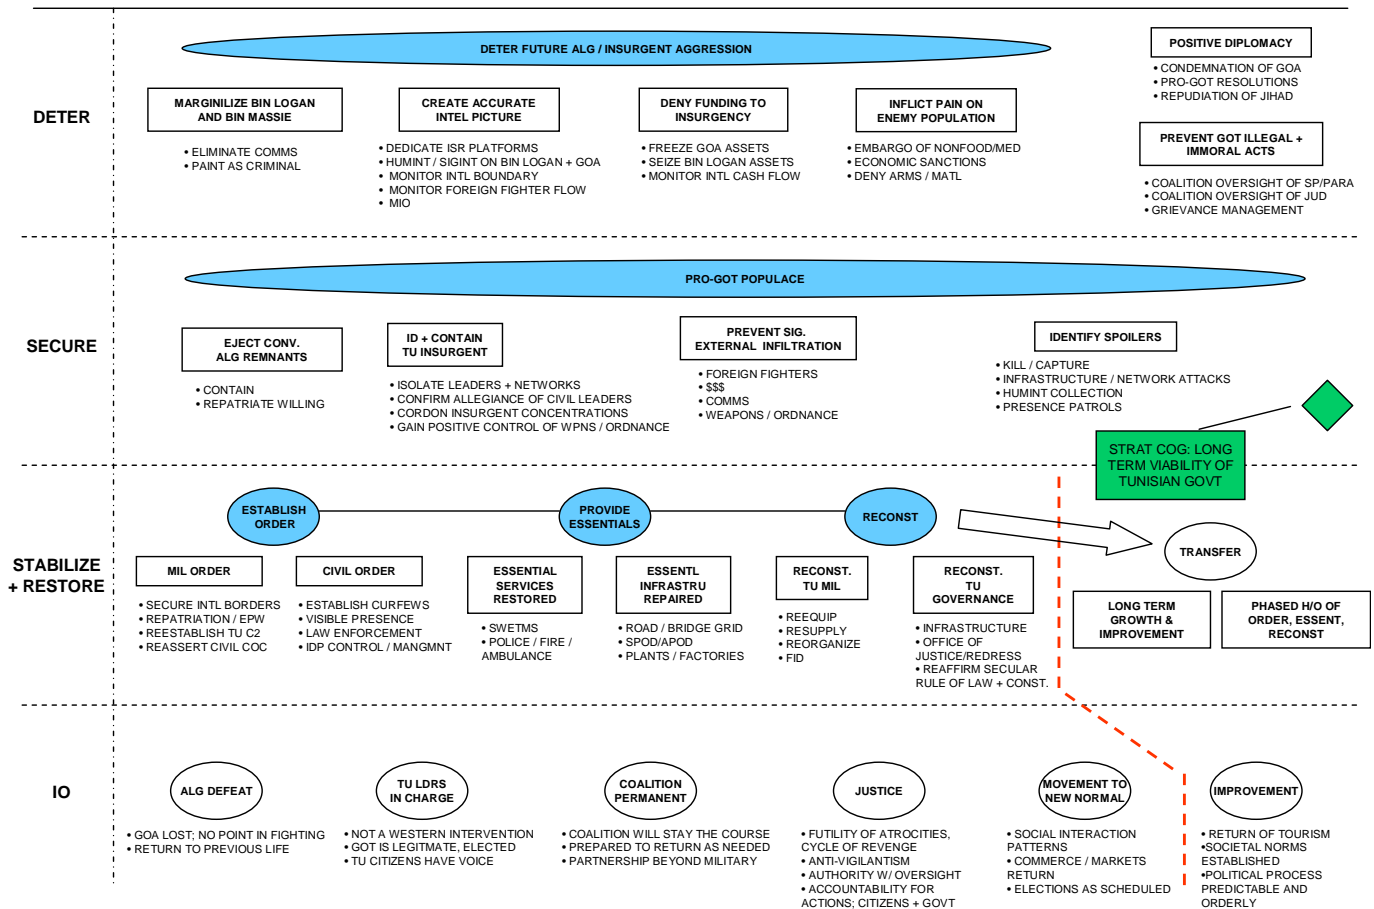 DETER
DETER FUTURE ALG / INSURGENT AGGRESSION
MARGINILIZE BIN LOGAN
AND BIN MASSIE
• ELIMINATE COMMS
• PAINT AS CRIMINAL
CREATE ACCURATE
INTEL PICTURE
• DEDICATE ISR PLATFORMS
• HUMINT / SIGINT ON BIN LOGAN + GOA
• MONITOR INTL BOUNDARY
• MONITOR FOREIGN FIGHTER FLOW
• MIO
DENY FUNDING TO
INSURGENCY
• FREEZE GOA ASSETS
• SEIZE BIN LOGAN ASSETS
• MONITOR INTL CASH FLOW
INFLICT PAIN ON
ENEMY POPULATION
• EMBARGO OF NONFOOD/MED
• ECONOMIC SANCTIONS
• DENY ARMS / MATL
POSITIVE DIPLOMACY
• CONDEMNATION OF GOA
• PRO-GOT RESOLUTIONS
• REPUDIATION OF JIHAD
PREVENT GOT ILLEGAL +
IMMORAL ACTS
• COALITION OVERSIGHT OF SP/PARA
• COALITION OVERSIGHT OF JUD
• GRIEVANCE MANAGEMENT
SECURE
PRO-GOT POPULACE
EJECT CONV.
ALG REMNANTS
• CONTAIN
• REPATRIATE WILLING
ID + CONTAIN
TU INSURGENT
• ISOLATE LEADERS + NETWORKS
• CONFIRM ALLEGIANCE OF CIVIL LEADERS
• CORDON INSURGENT CONCENTRATIONS
• GAIN POSITIVE CONTROL OF WPNS / ORDNANCE
PREVENT SIG.
EXTERNAL INFILTRATION
• FOREIGN FIGHTERS
• $$$
• COMMS
• WEAPONS / ORDNANCE
IDENTIFY SPOILERS
• KILL / CAPTURE
• INFRASTRUCTURE / NETWORK ATTACKS
• HUMINT COLLECTION
• PRESENCE PATROLS
STRAT COG: LONG
TERM VIABILITY OF
TUNISIAN GOVT
STABILIZE
+ RESTORE
ESTABLISH
ORDER
PROVIDE
ESSENTIALS
RECONST
TRANSFER
MIL ORDER
• SECURE INTL BORDERS
• REPATRIATION / EPW
• REESTABLISH TU C2
• REASSERT CIVIL COC
CIVIL ORDER
• ESTABLISH CURFEWS
• VISIBLE PRESENCE
• LAW ENFORCEMENT
• IDP CONTROL / MANGMNT
ESSENTIAL
SERVICES
RESTORED
• SWETMS
• POLICE / FIRE /
AMBULANCE
ESSENTL
INFRASTRU
REPAIRED
• ROAD / BRIDGE GRID
• SPOD/APOD
• PLANTS / FACTORIES
RECONST.
TU MIL
• REEQUIP
• RESUPPLY
• REORGANIZE
• FID
RECONST.
TU
GOVERNANCE
• INFRASTRUCTURE
• OFFICE OF
JUSTICE/REDRESS
• REAFFIRM SECULAR
RULE OF LAW + CONST.
LONG TERM
GROWTH &
IMPROVEMENT
PHASED H/O OF
ORDER, ESSENT,
RECONST
IO
ALG DEFEAT
• GOA LOST; NO POINT IN FIGHTING
• RETURN TO PREVIOUS LIFE
TU LDRS
IN CHARGE
• NOT A WESTERN INTERVENTION
• GOT IS LEGTMATE, ELECTED
• TU CITIZENS HAVE VOICE
COALITION
PERMANENT
• COALITION WILL STAY THE COURSE
• PREPARED TO RETURN AS NEEDED
• PARTNERSHIP BEYOND MILITARY
JUSTICE
• FUTILITY OF ATROCITIES,
CYCLE OF REVENGE
• ANTI-VIGILANTISM
• AUTHORITY W/ OVERSIGHT
• ACCOUNTABILITY FOR
ACTIONS; CITIZENS + GOVT
MOVEMENT TO
NEW NORMAL
• SOCIAL INTERACTION
PATTERNS
• COMMERCE / MARKETS
RETURN
• ELECTIONS AS SCHEDULED
IMPROVEMENT
• RETURN OF TOURISM
•SOCIETAL NORMS
ESTABLISHED
•POLITICAL PROCESS
PREDICTABLE AND
ORDERLY